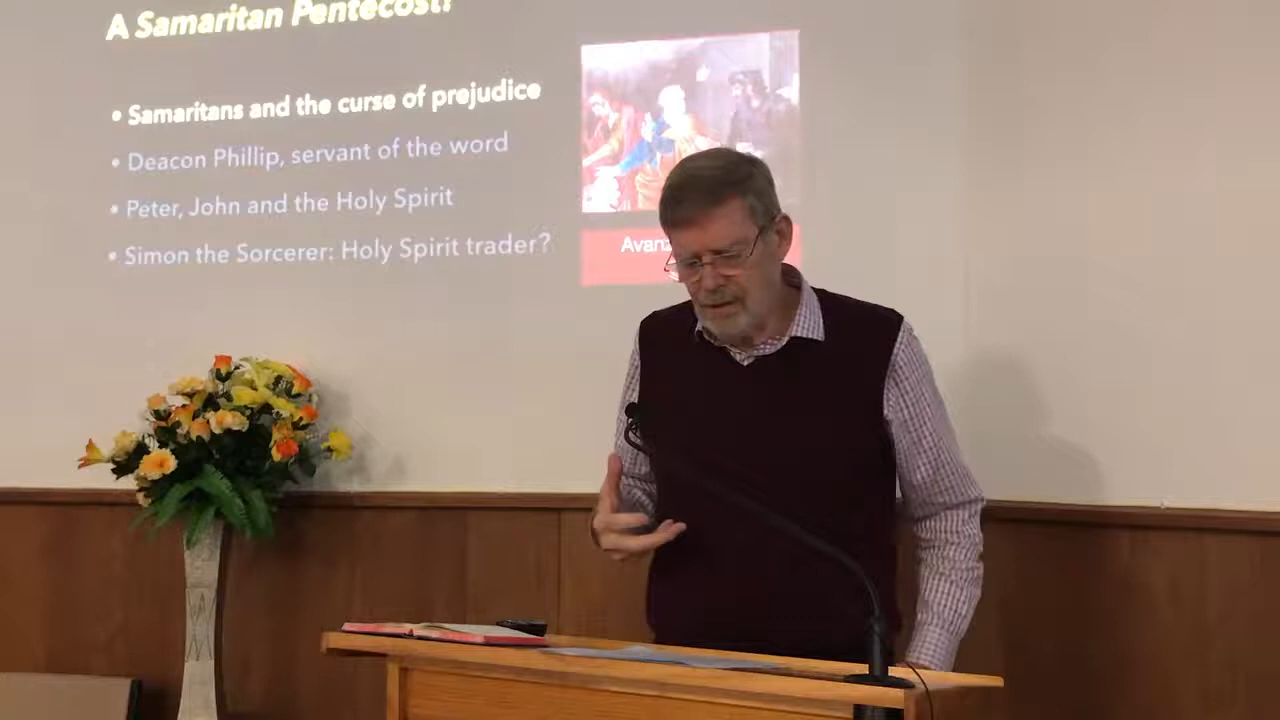 A Samaritan Pentecost?
• Samaritans and the curse of prejudice
• Deacon Phillip, servant of the word
• Peter, John and the Holy Spirit
• Simon the Sorcerer: Holy Spirit trader?